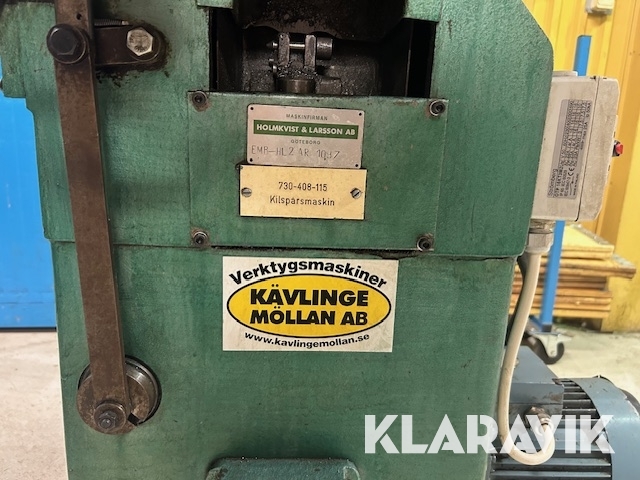 MASKINFIRMAN
HOLMKVIST & LARSSON AB
GÖTEBORG
730-408-115
Kilspårsmaskin
Verktygsmaskiner
KÄVLINGE
MÖLLAN AB
www.kavlingemollan.se
KLARAVIK